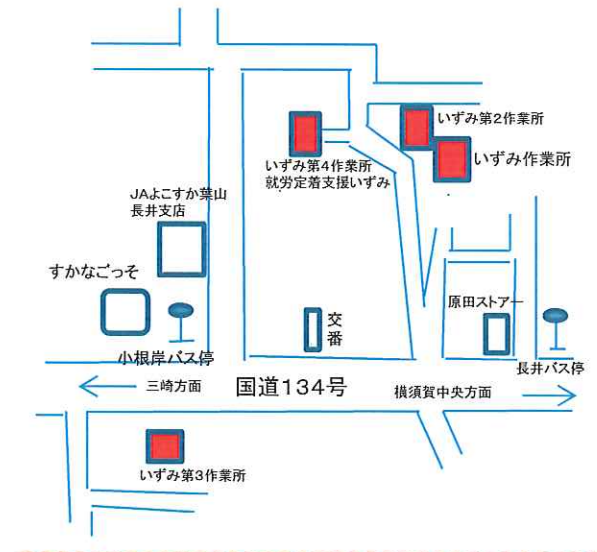 いずみ第2作業所
いずみ作業所
いずみ第4作業所
就労定着支援いずみ
JAよこすか葉山
長井支店
すかなごっそ
原田ストアー
交番
小根岸バス停
長井バス停
三崎方面
国道134号
横須賀中央方面
いずみ第3作業所